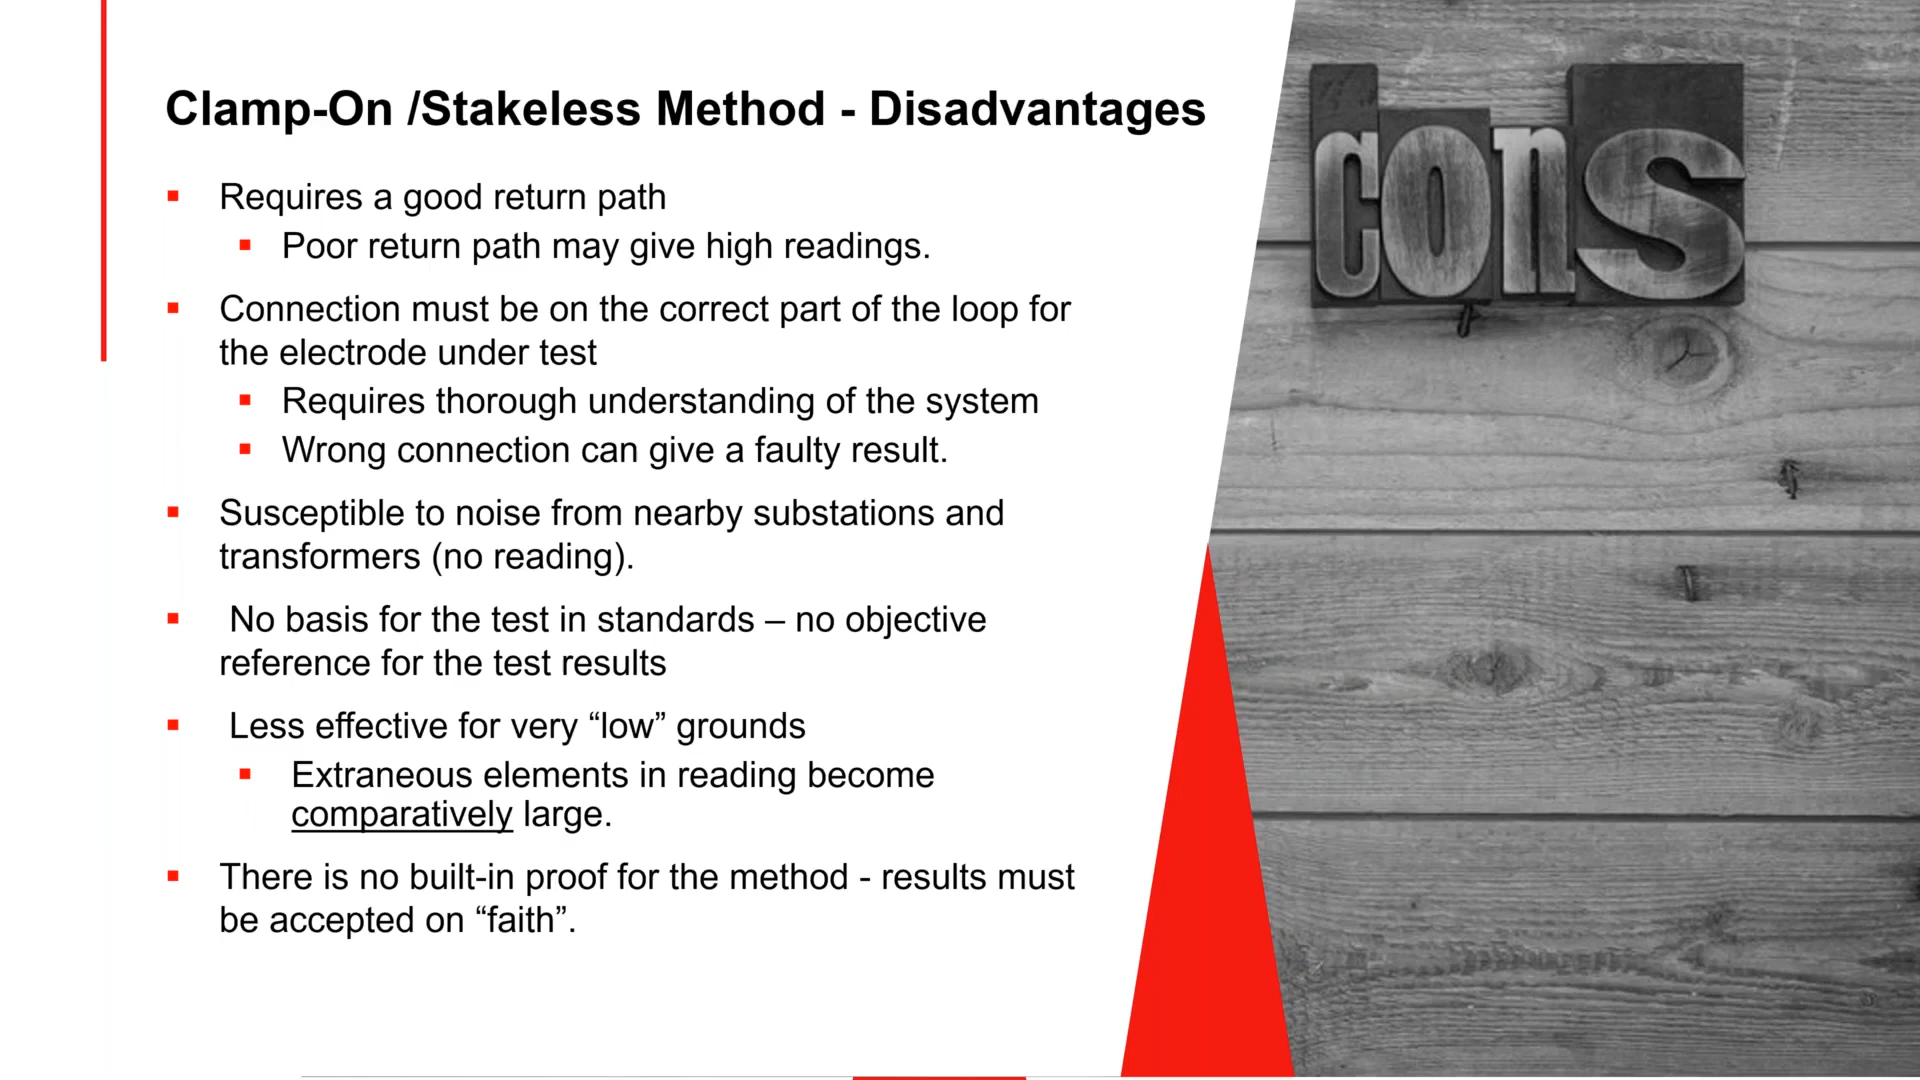 Clamp-On /Stakeless Method - Disadvantages
Requires a good return path
Poor return path may give high readings.
Connection must be on the correct part of the loop for
the electrode under test
Requires thorough understanding of the system
Wrong connection can give a faulty result.
Susceptible to noise from nearby substations and
transformers (no reading).
No basis for the test in standards – no objective
reference for the test results
Less effective for very “low” grounds
Extraneous elements in reading become
comparatively large.
There is no built-in proof for the method - results must
be accepted on “faith”.
cons